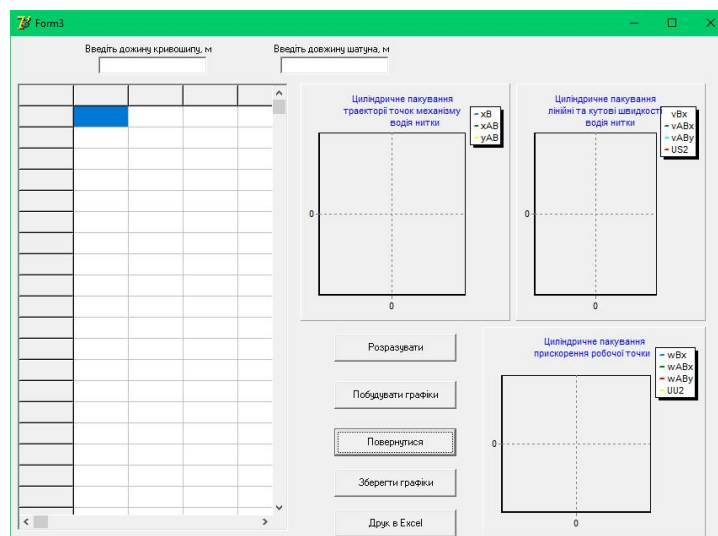 Form3
Введіть дожину кривошипу, м
Введіть довжину шатуна, м
Циліндричне пакування
траекторії точок механізму
водія нитки
xB
xAB
yAB
0
0
Циліндричне пакування
лінійні та кутові швидкості
водія нитки
vBx
vABx
vABy
US2
0
0
Розразувати
Побудувати графіки
Повернутися
Зберегти графіки
Друк в Excel
Циліндричне пакування
прискорення робочої точки
wBx
wABx
wABy
UU2
0
0